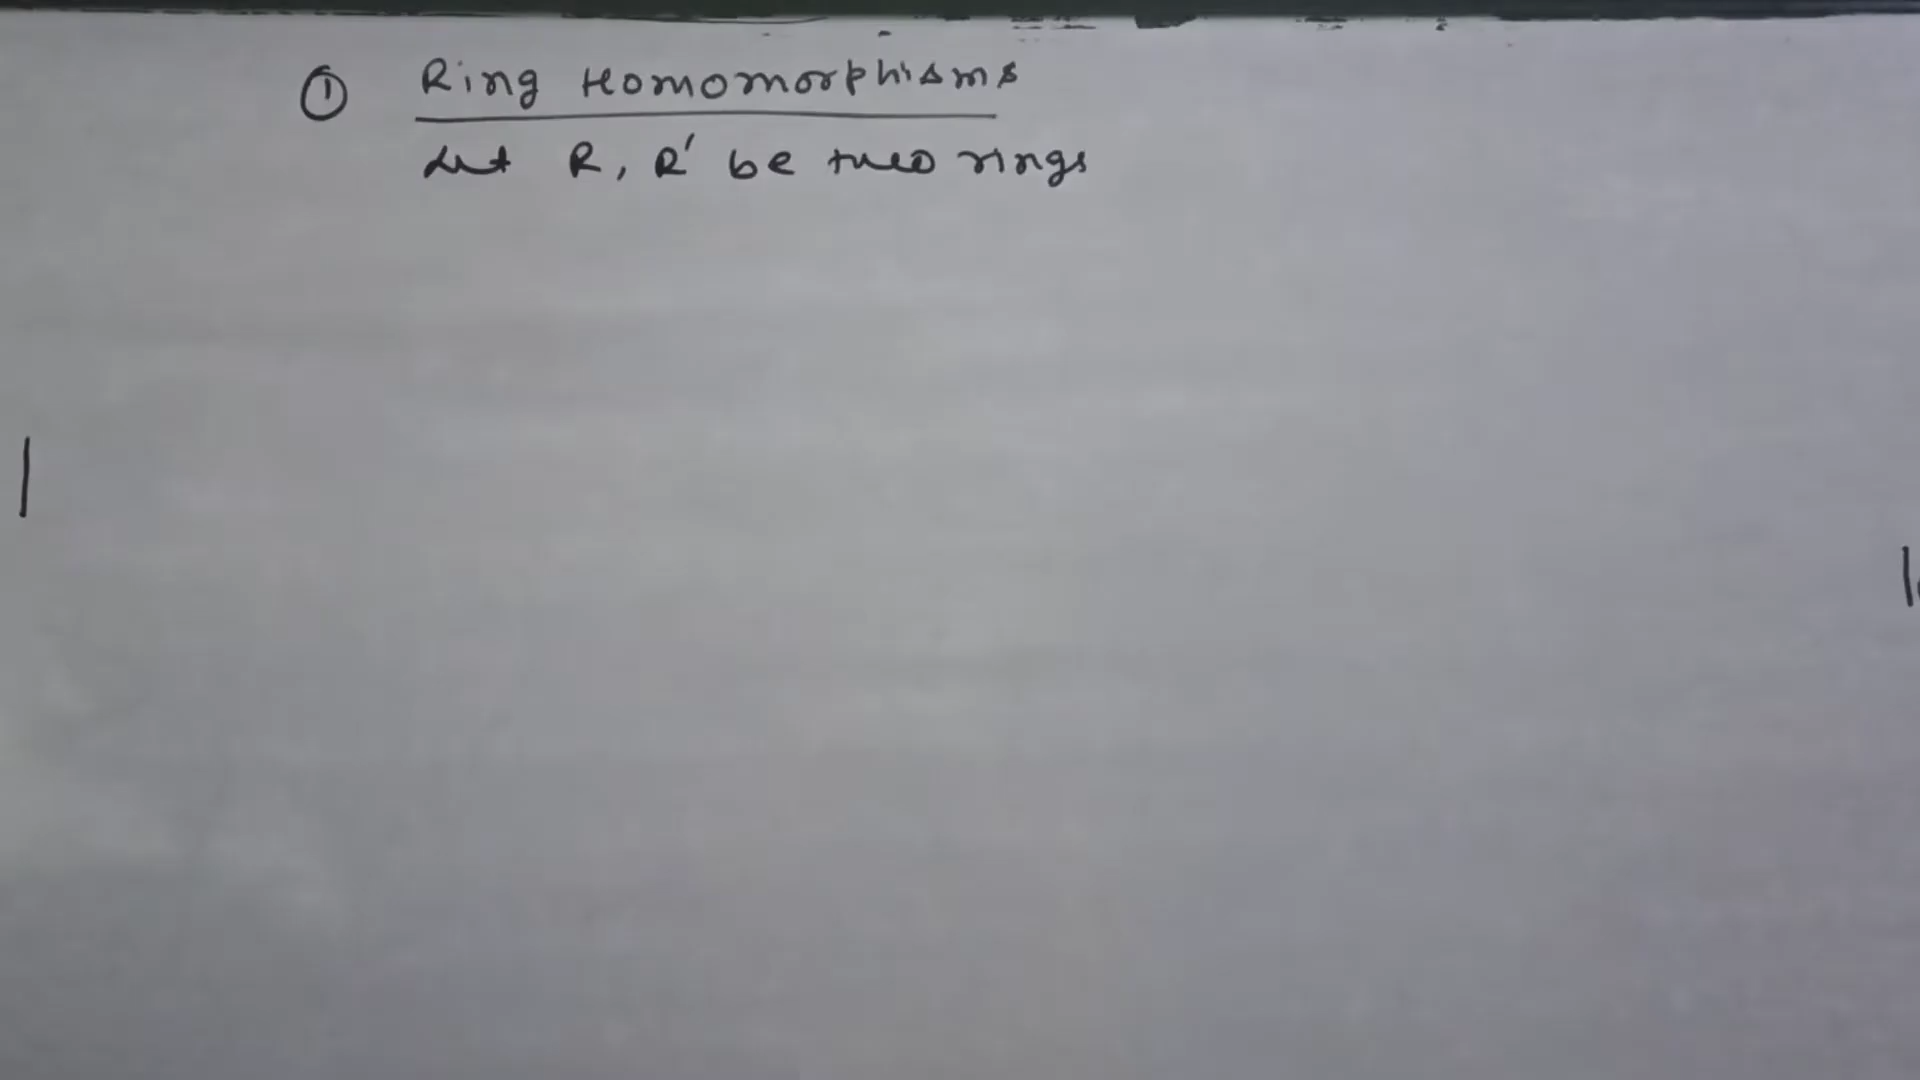 ① Ring Homomorphisms
Let R, R' be two rings